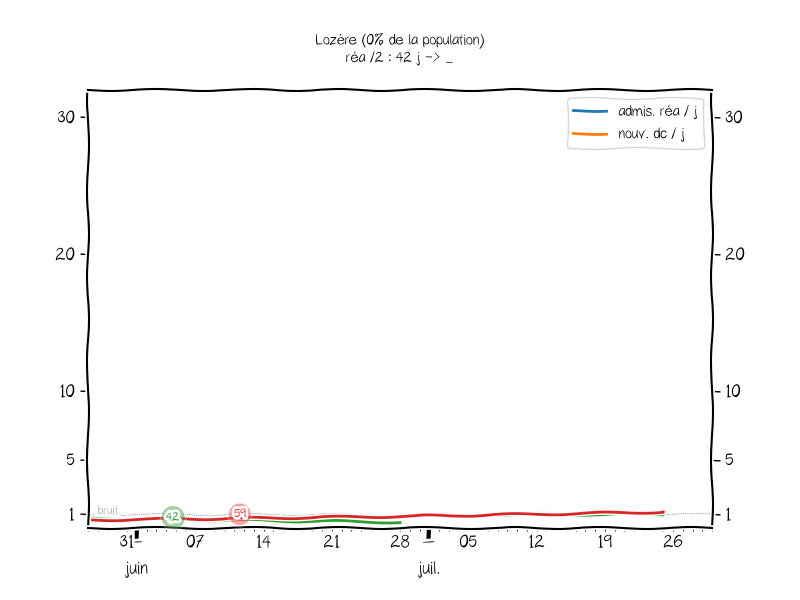 Lozère (0% de la population)
réa /2 : 42 j -> _
admis. réa / j
nouv. dc / j
30 30
20 20
10 10
5 5
bruit
42 59
1 1
31 07 14 21 28 05 12 19 26
juin juil.